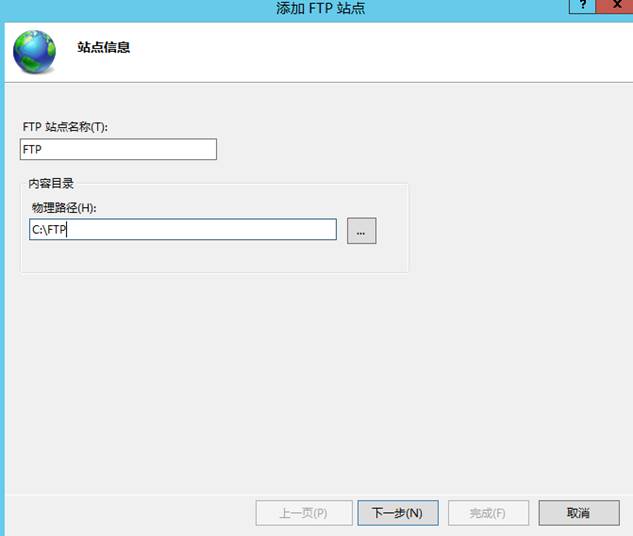 添加 FTP 站点
?
x
站点信息
FTP 站点名称(T):
FTP
内容目录
物理路径(H):
C:\FTP
...
上一页(P)
下一步(N)
完成(F)
取消